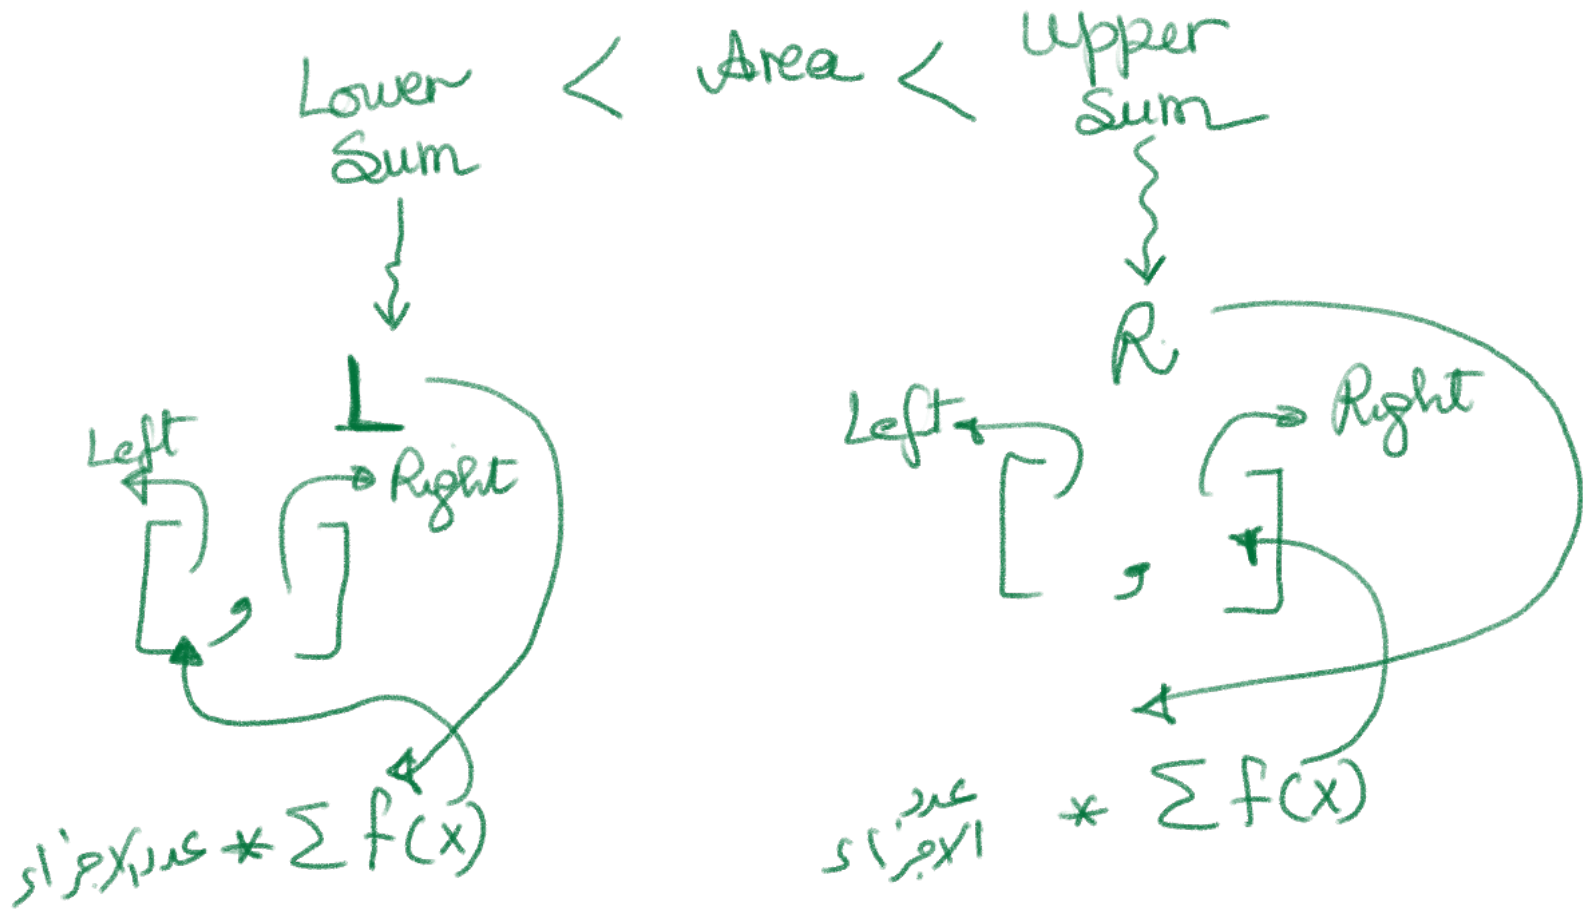 Lower Sum < Area < Upper Sum
L
R
Left Right
Left Right
[ , ]
[ , ]
عدد الاجزاء * Σ f(x)
عدد الاجزاء * Σ f(x)